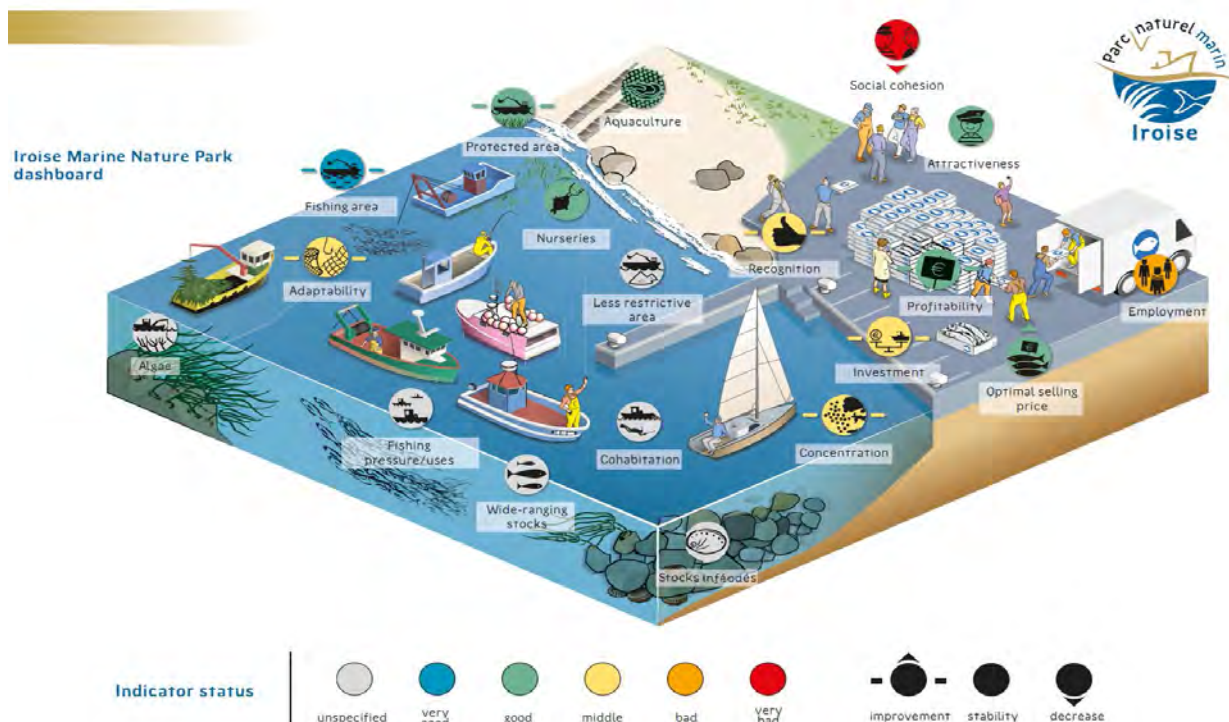 Parc naturel marin
Iroise
Iroise Marine Nature Park
dashboard
Social cohesion
Aquaculture
Protected area
Attractiveness
Fishing area
Nurseries
Recognition
Adaptability
Less restrictive
area
Profitability
Employment
Algae
Investment
Optimal selling
price
Fishing
pressure/uses
Cohabitation
Concentration
Wide-ranging
stocks
Stocks inféodés
Indicator status
unspecified
very
good
good
middle
bad
very
bad
improvement
stability
decrease